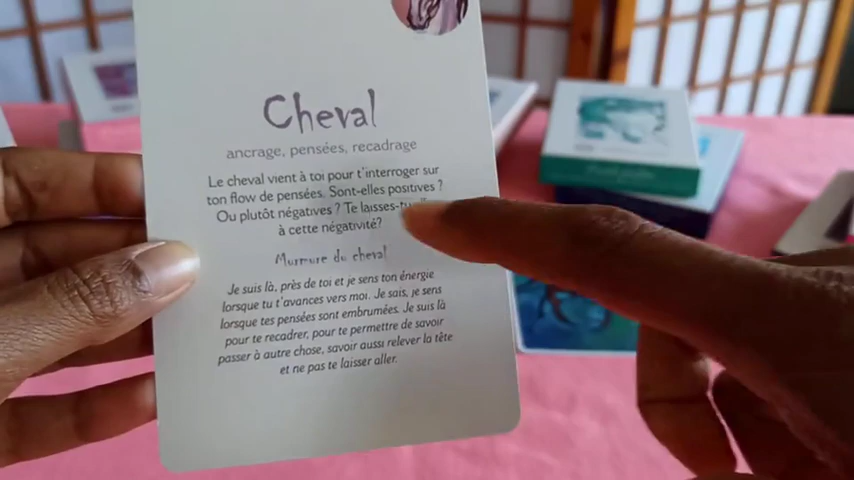 Cheval
ancrage, pensées, recadrage
Le cheval vient à toi pour t'interroger sur
ton flow de pensées. Sont-elles positives ?
Ou plutôt négatives ? Te laisses-tu
à cette négativité?
Murmure du cheval
Je suis là, près de toi et je sens ton énergie
lorsque tu t'avances vers moi. Je sais, je sens
lorsque tes pensées sont embrumées. Je suis là
pour te recadrer, pour te permettre de savoir
passer à autre chose, savoir aussi relever la tête
et ne pas te laisser aller.